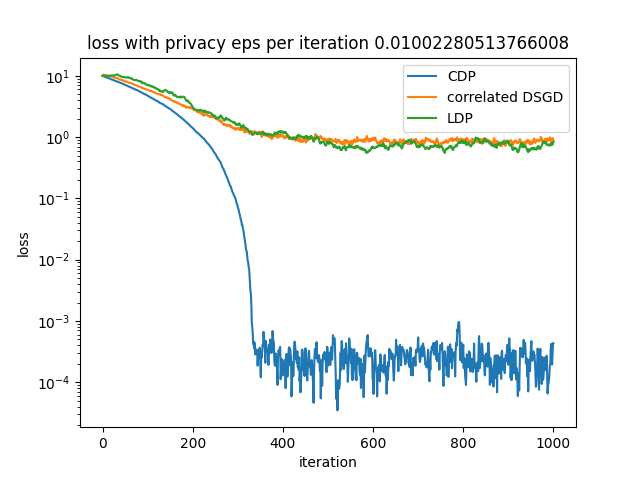 loss with privacy eps per iteration 0.01002280513766008
CDP
correlated DSGD
LDP
10¹
10⁰
10⁻¹
10⁻²
10⁻³
10⁻⁴
loss
0 200 400 600 800 1000
iteration